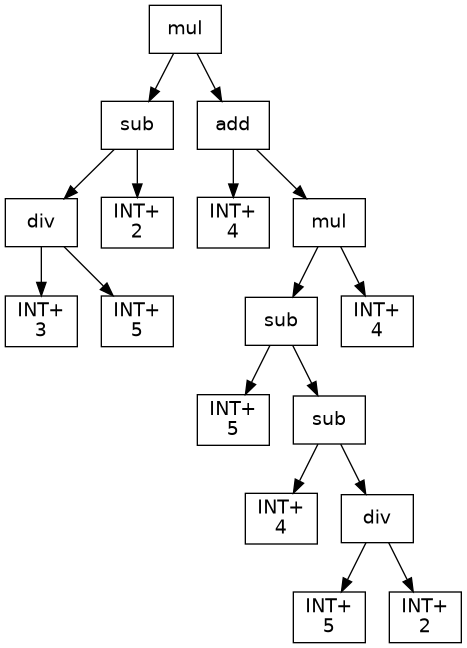 mul
sub
add
div
INT+
2
INT+
4
mul
INT+
3
INT+
5
sub
INT+
4
INT+
5
sub
INT+
4
div
INT+
5
INT+
2